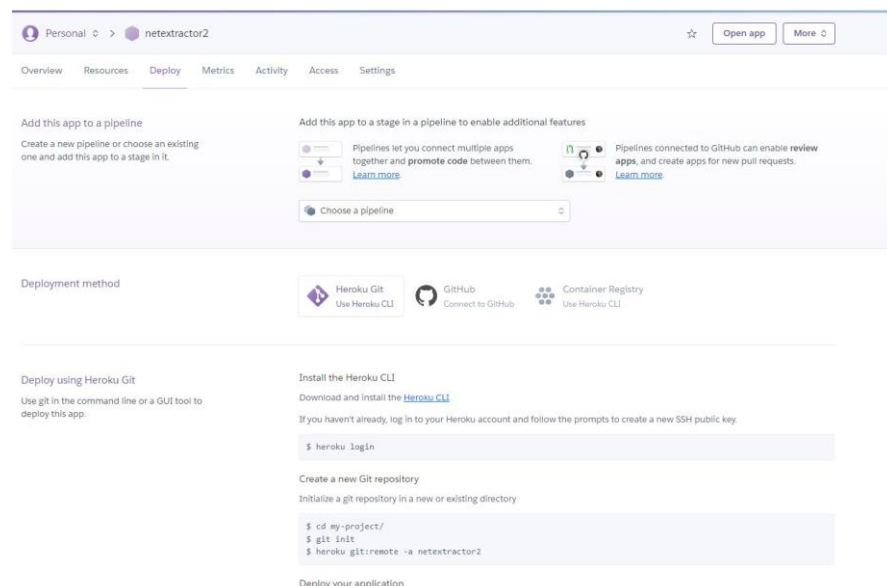 Personal > netextractor2
Open app
More
Overview Resources Deploy Metrics Activity Access Settings
Add this app to a pipeline
Create a new pipeline or choose an existing
one and add this app to a stage in it.
Add this app to a stage in a pipeline to enable additional features
Pipelines let you connect multiple apps
together and promote code between them.
Learn more.
Pipelines connected to GitHub can enable review
apps, and create apps for new pull requests.
Learn more.
Choose a pipeline
Deployment method
Heroku Git
Use Heroku CLI
GitHub
Connect to GitHub
Container Registry
Use Heroku CLI
Deploy using Heroku Git
Use git in the command line or a GUI tool to
deploy this app.
Install the Heroku CLI
Download and install the Heroku CLI.
If you haven't already, log in to your Heroku account and follow the prompts to create a new SSH public key.
$ heroku login
Create a new Git repository
Initialize a git repository in a new or existing directory
$ cd my-project/
$ git init
$ heroku git:remote -a netextractor2
Deploy your application